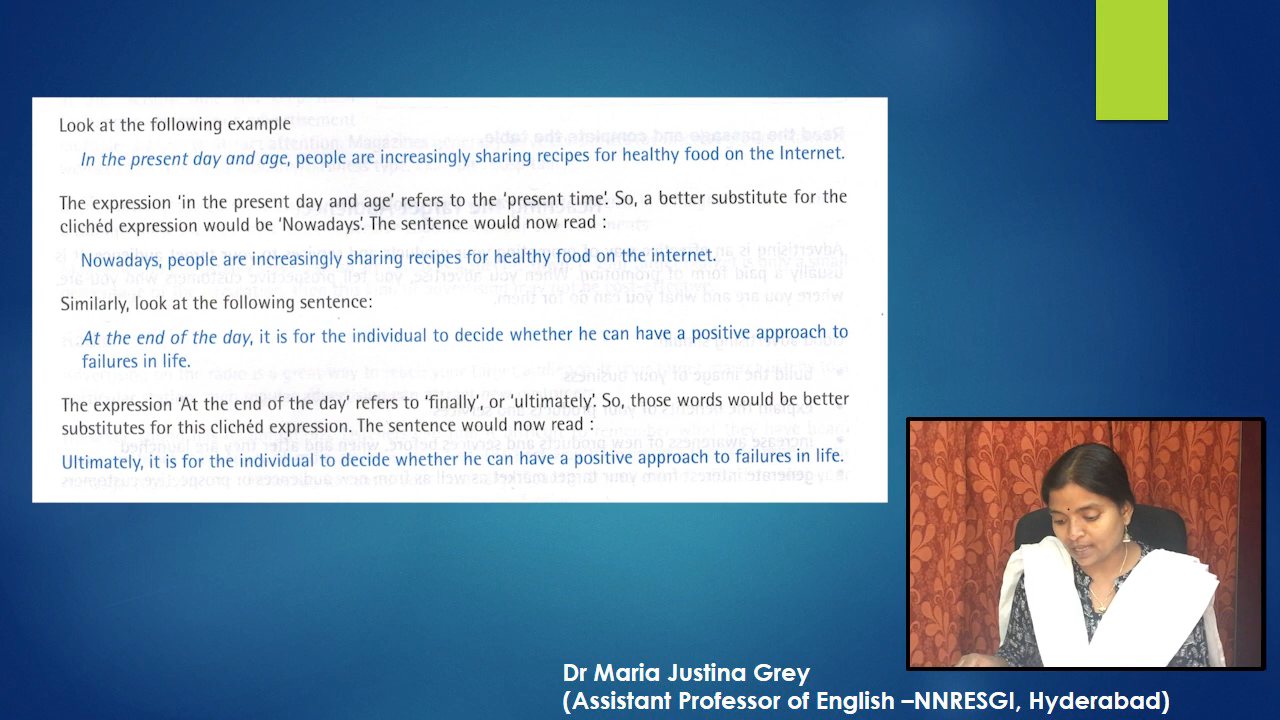 Look at the following example
In the present day and age, people are increasingly sharing recipes for healthy food on the Internet.
The expression 'in the present day and age' refers to the 'present time'. So, a better substitute for the
clichéd expression would be 'Nowadays'. The sentence would now read :
Nowadays, people are increasingly sharing recipes for healthy food on the internet.
Similarly, look at the following sentence:
At the end of the day, it is for the individual to decide whether he can have a positive approach to
failures in life.
The expression 'At the end of the day' refers to 'finally', or 'ultimately'. So, those words would be better
substitutes for this clichéd expression. The sentence would now read :
Ultimately, it is for the individual to decide whether he can have a positive approach to failures in life.
Dr Maria Justina Grey
(Assistant Professor of English –NNRESGI, Hyderabad)